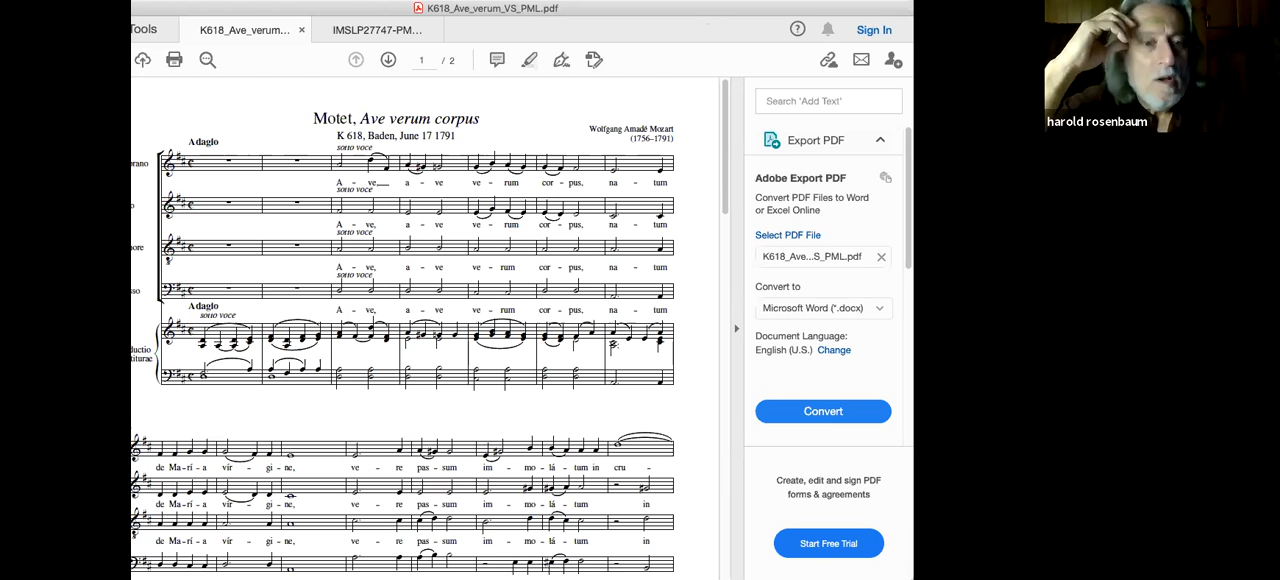 K618_Ave_verum_VS_PML.pdf
Tools
K618_Ave_verum... ×
IMSLP27747-PM...
Sign In
1 / 2
Motet, Ave verum corpus
K 618, Baden, June 17 1791
Wolfgang Amadé Mozart
(1756–1791)
Adagio
sotto voce
A – ve, a – ve ve – rum cor – pus, na – tum
sotto voce
A – ve, a – ve ve – rum cor – pus, na – tum
sotto voce
A – ve, a – ve ve – rum cor – pus, na – tum
sotto voce
A – ve, a – ve ve – rum cor – pus, na – tum
Adagio
sotto voce
de Ma–rí – a vír – gi – ne, ve – re pas – sum im – mo – lá – tum in cru –
de Ma–rí – a vír – gi – ne, ve – re pas – sum im – mo – lá – tum in
de Ma–rí – a vír – gi – ne, ve – re pas – sum im – mo – lá – tum in
Search 'Add Text'
Export PDF
Adobe Export PDF
Convert PDF Files to Word
or Excel Online
Select PDF File
K618_Ave...S_PML.pdf
Convert to
Microsoft Word (*.docx)
Document Language:
English (U.S.) Change
Convert
Create, edit and sign PDF
forms & agreements
Start Free Trial
harold rosenbaum